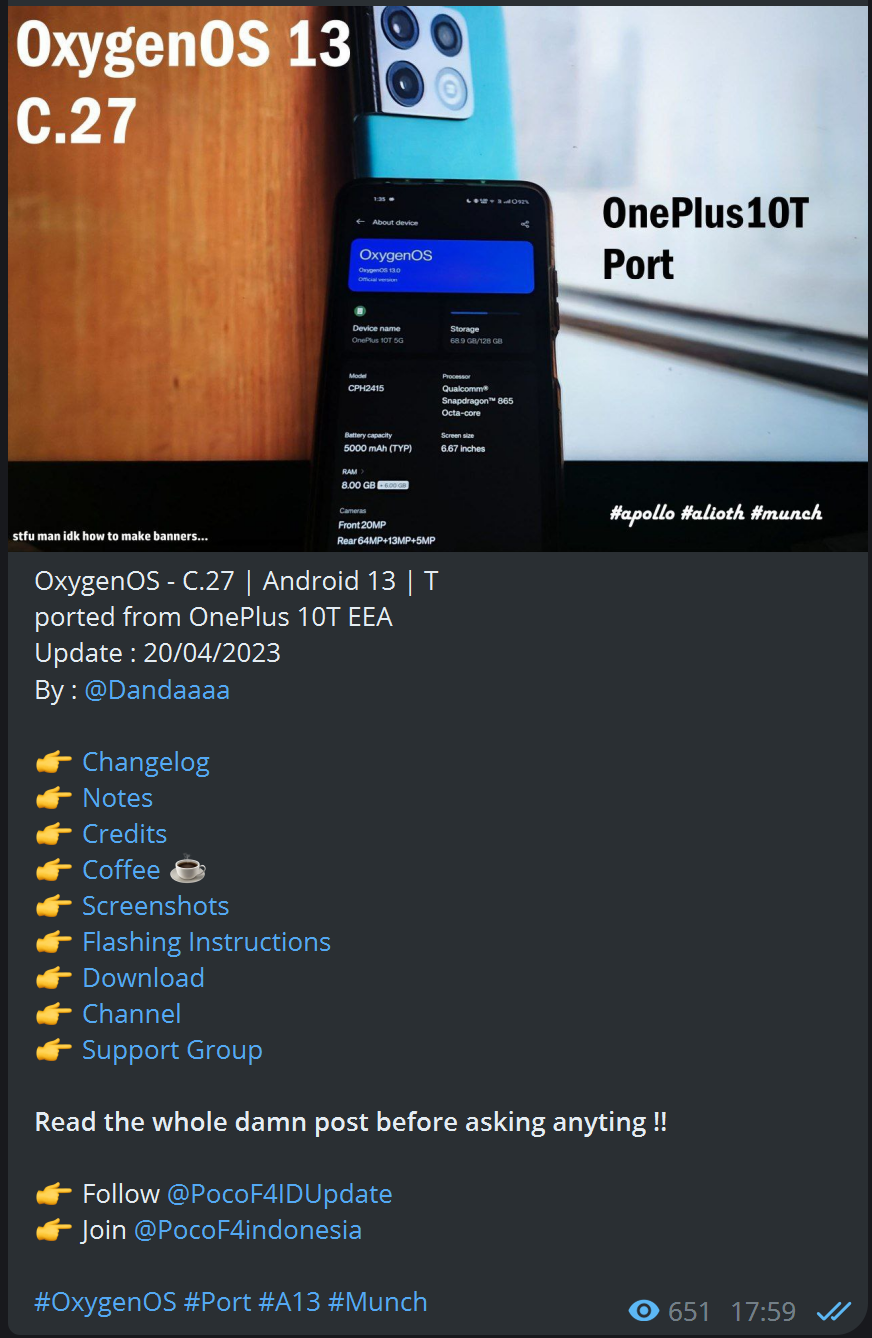 OxygenOS 13
C.27
OnePlus10T
Port
1:35
92%
← About device
OxygenOS
OxygenOS 13.0
Official version
Device name
OnePlus 10T 5G
Storage
68.9 GB/128 GB
Model
CPH2415
Processor
Qualcomm®
Snapdragon™ 865
Octa-core
Battery capacity
5000 mAh (TYP)
Screen size
6.67 inches
RAM >
8.00 GB + 6.00 GB
Cameras
Front 20MP
Rear 64MP+13MP+5MP
#apollo #alioth #munch
stfu man idk how to make banners...
OxygenOS - C.27 | Android 13 | T
ported from OnePlus 10T EEA
Update : 20/04/2023
By : @Dandaaaa
👉 Changelog
👉 Notes
👉 Credits
👉 Coffee ☕
👉 Screenshots
👉 Flashing Instructions
👉 Download
👉 Channel
👉 Support Group
Read the whole damn post before asking anyting !!
👉 Follow @PocoF4IDUpdate
👉 Join @PocoF4indonesia
#OxygenOS #Port #A13 #Munch
651 17:59